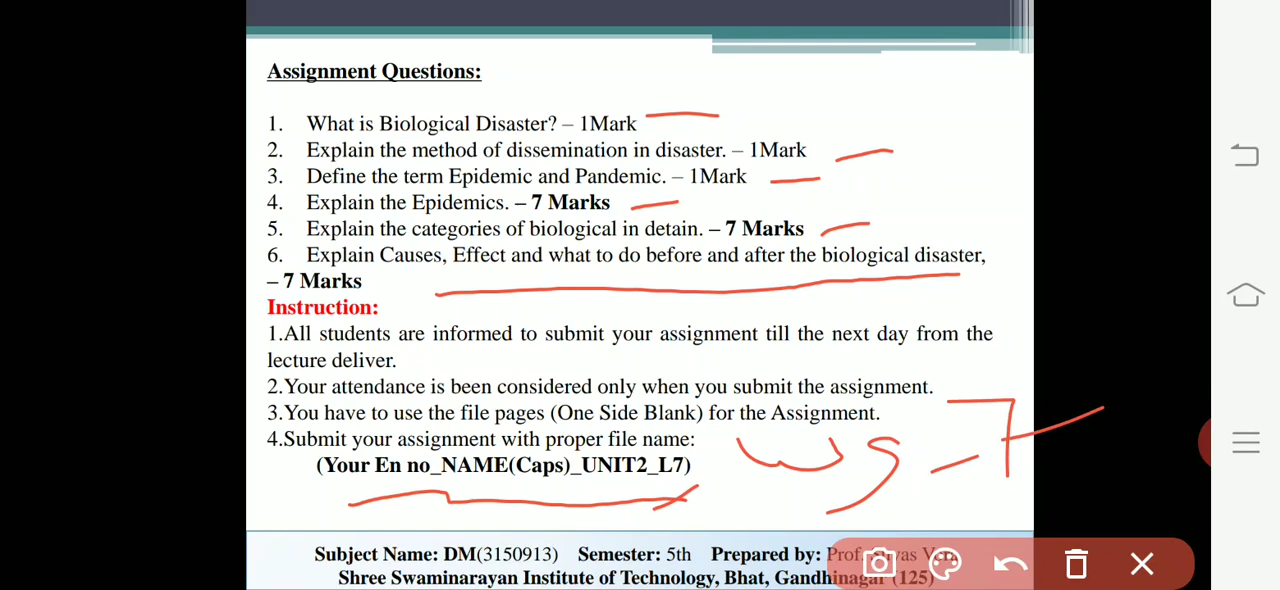 Assignment Questions:
1. What is Biological Disaster? – 1Mark
2. Explain the method of dissemination in disaster. – 1Mark
3. Define the term Epidemic and Pandemic. – 1Mark
4. Explain the Epidemics. – 7 Marks
5. Explain the categories of biological in detain. – 7 Marks
6. Explain Causes, Effect and what to do before and after the biological disaster,
– 7 Marks
Instruction:
1.All students are informed to submit your assignment till the next day from the
lecture deliver.
2.Your attendance is been considered only when you submit the assignment.
3.You have to use the file pages (One Side Blank) for the Assignment.
4.Submit your assignment with proper file name:
(Your En no_NAME(Caps)_UNIT2_L7)
Subject Name: DM(3150913) Semester: 5th Prepared by: Prof.
Shree Swaminarayan Institute of Technology, Bhat, Gandhinagar (125)